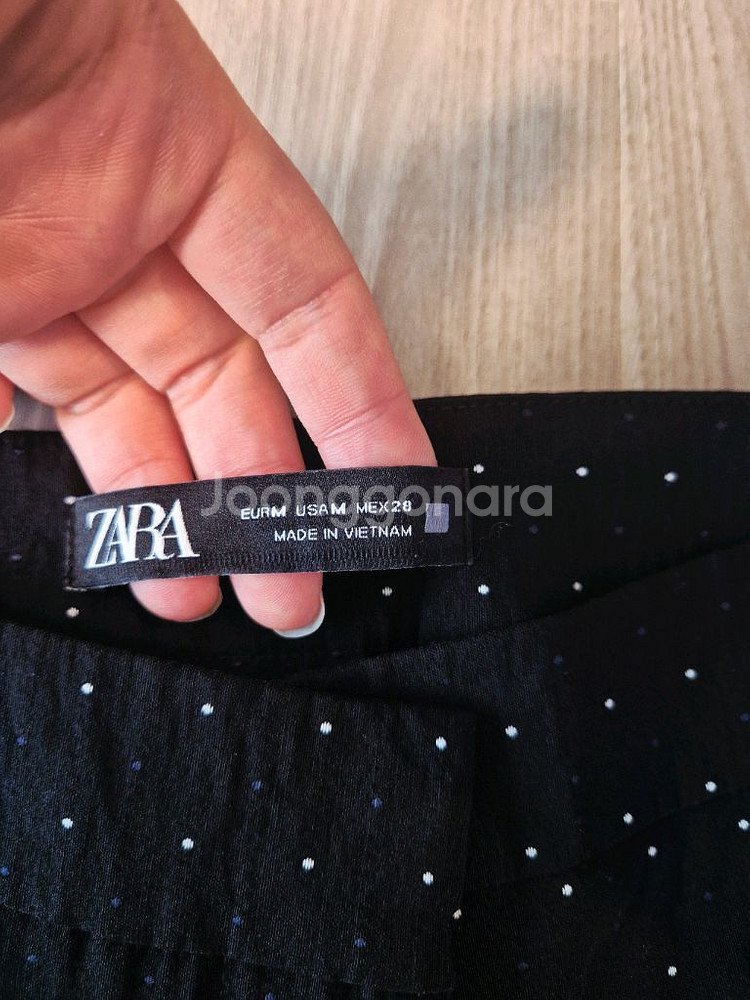 ZARA
EUR M USA M MEX 28
MADE IN VIETNAM
Joonggonara